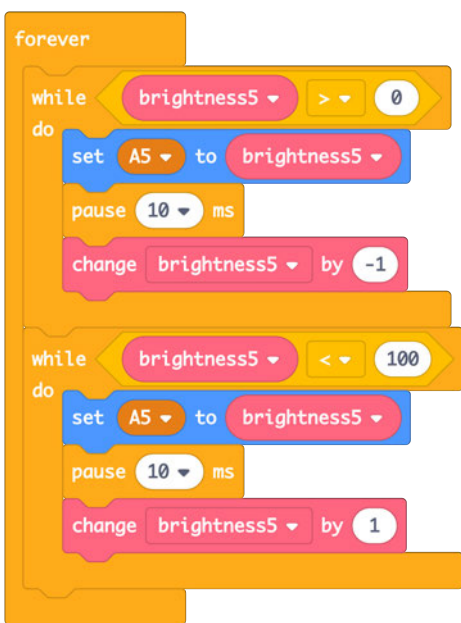 forever
while brightness5 > 0
do
set A5 to brightness5
pause 10 ms
change brightness5 by -1
while brightness5 < 100
do
set A5 to brightness5
pause 10 ms
change brightness5 by 1